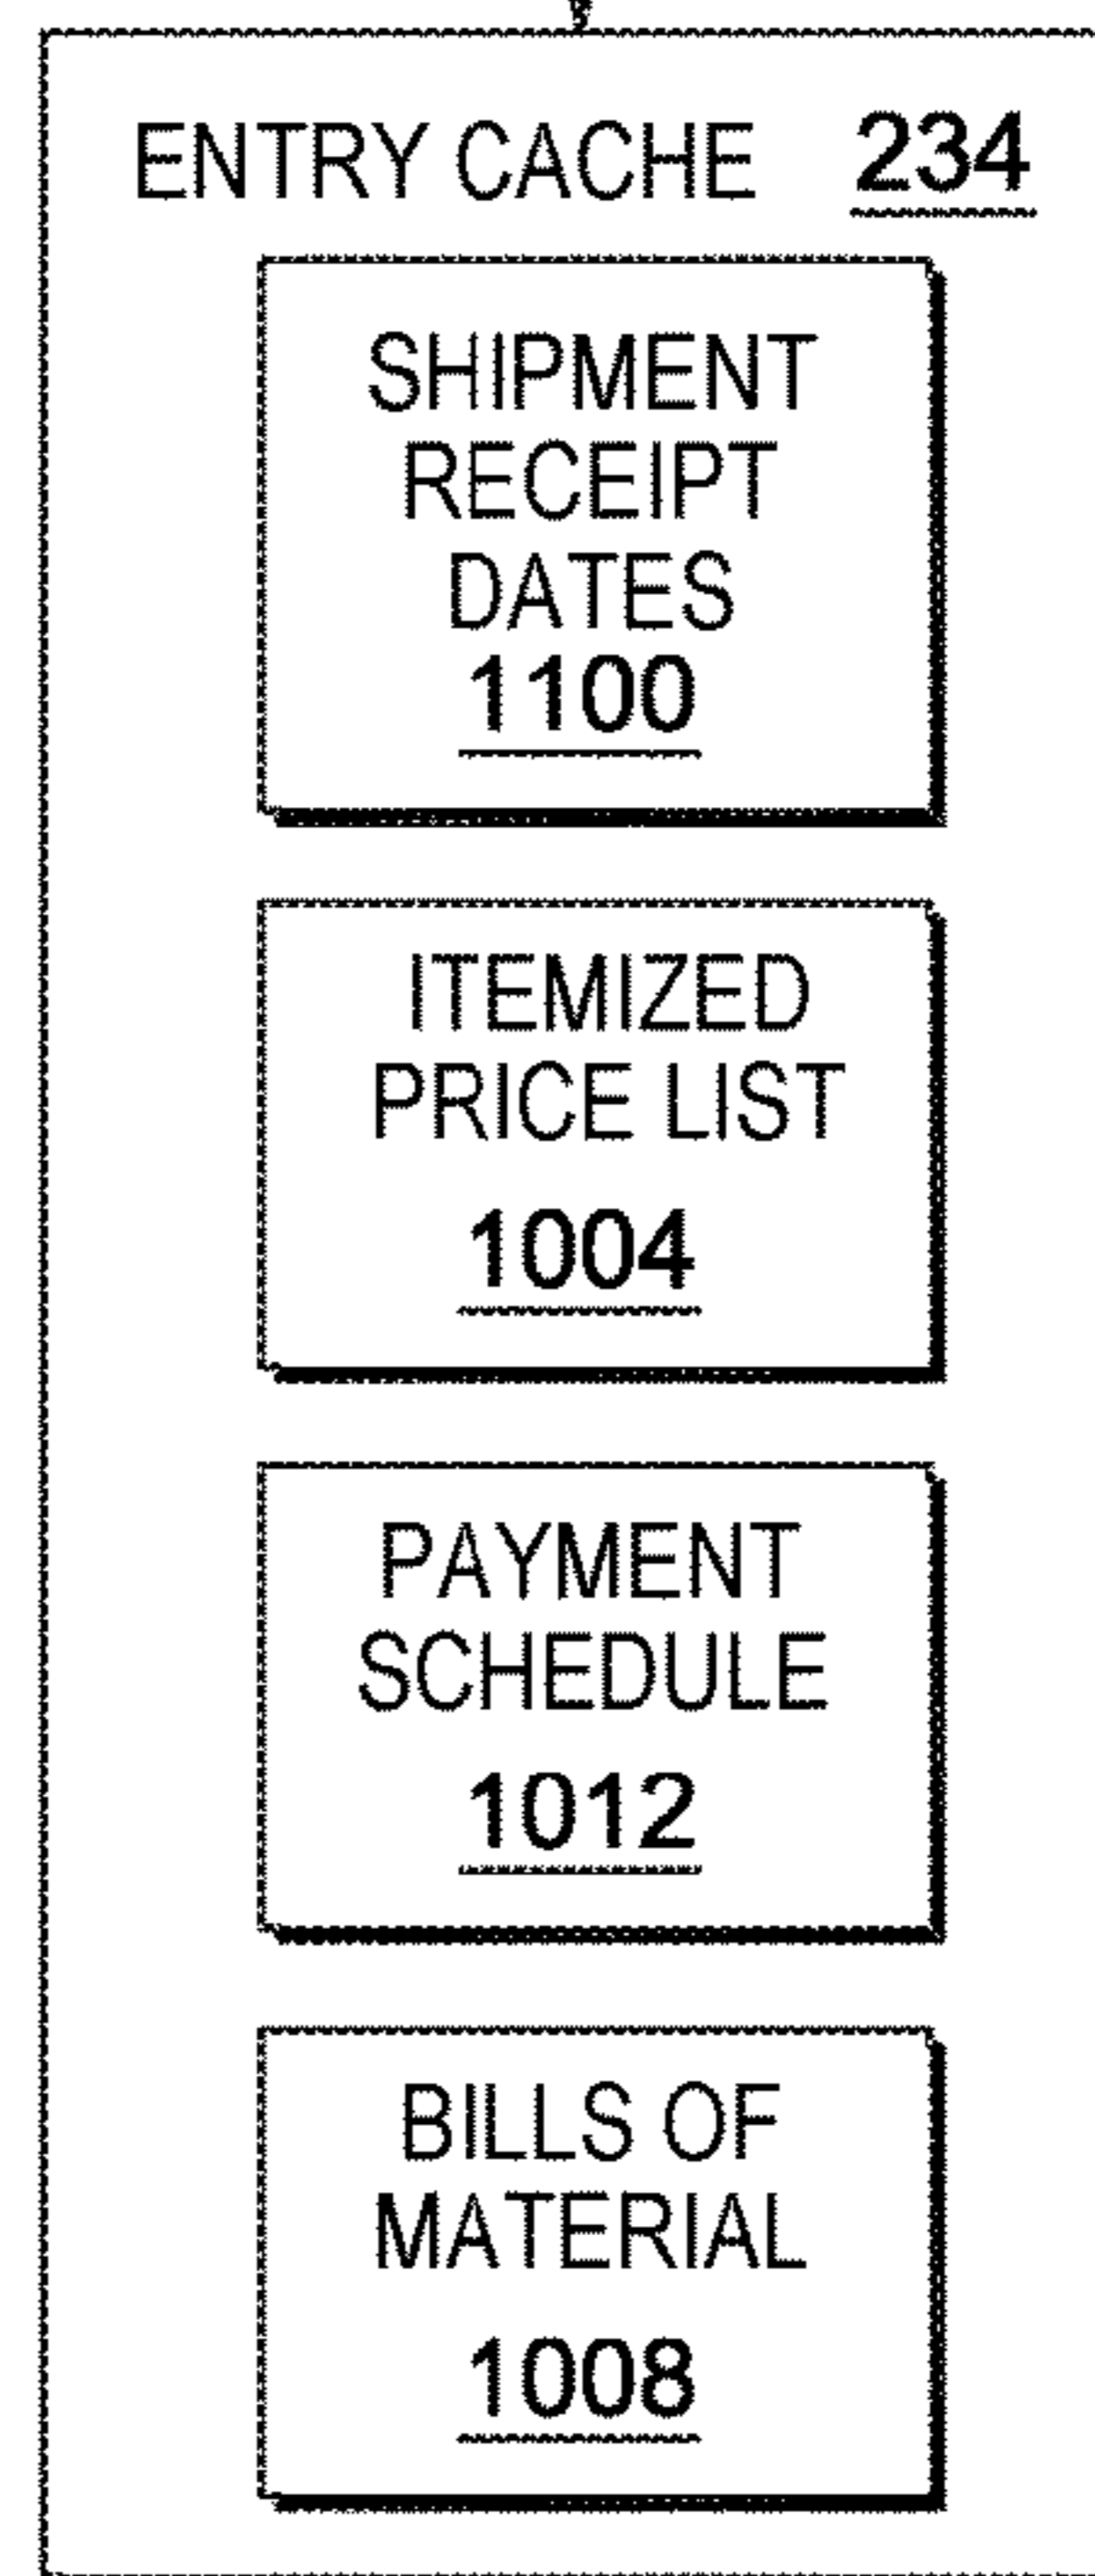 ENTRY CACHE 234
SHIPMENT
RECEIPT
DATES
1100
ITEMIZED
PRICE LIST
1004
PAYMENT
SCHEDULE
1012
BILLS OF
MATERIAL
1008